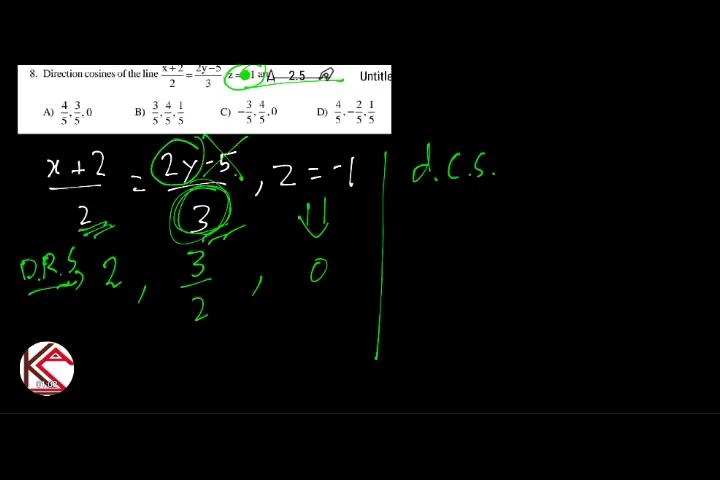 8. Direction cosines of the line x+2/2 = 2y-5/3, z= 1 are A 2.5 Untitle
A) 4/5, 3/5, 0 B) 3/5, 4/5, 1/5 C) -3/5, 4/5, 0 D) 4/5, -2/5, 1/5
x+2/2 = 2y-5/3, z = -1 d.c.s.
D.R.S, 2, 3/2, 0